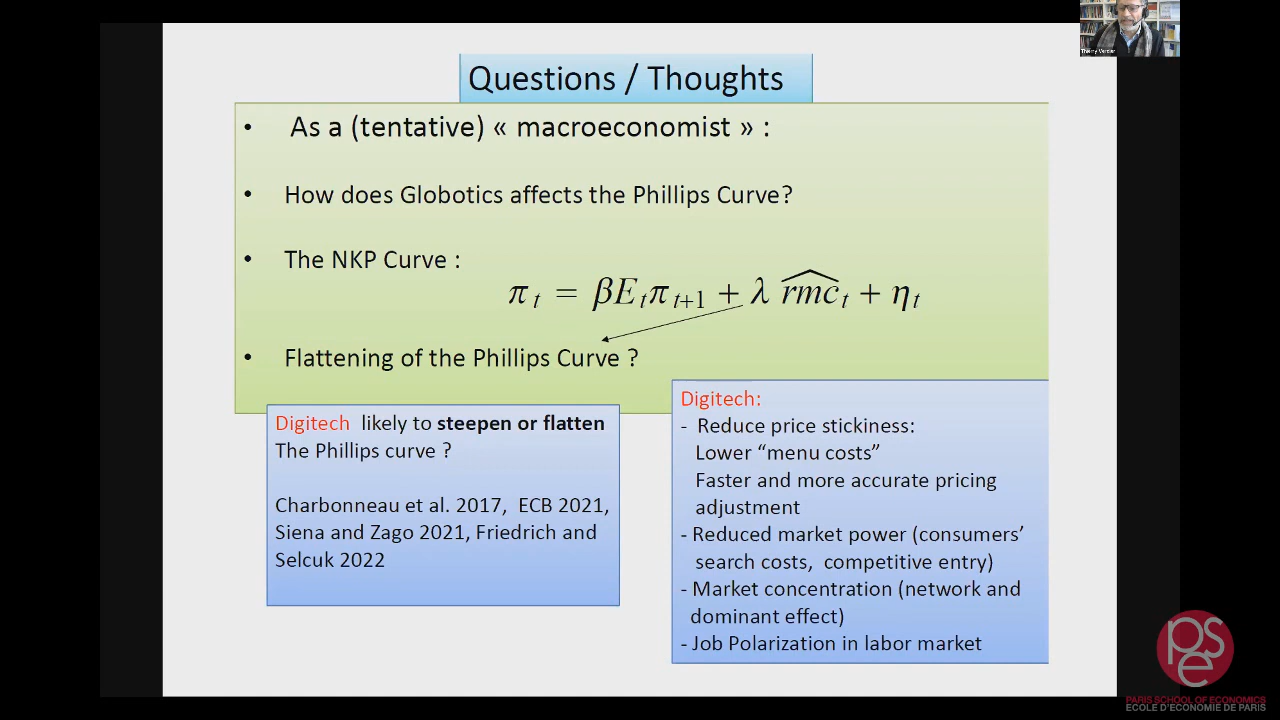 Thierry Verdier
Questions / Thoughts
• As a (tentative) « macroeconomist » :
• How does Globotics affects the Phillips Curve?
• The NKP Curve :
π_t = βE_tπ_{t+1} + λ \widehat{rmc}_t + η_t
• Flattening of the Phillips Curve ?
Digitech likely to steepen or flatten
The Phillips curve ?
Charbonneau et al. 2017, ECB 2021,
Siena and Zago 2021, Friedrich and
Selcuk 2022
Digitech:
- Reduce price stickiness:
Lower “menu costs”
Faster and more accurate pricing
adjustment
- Reduced market power (consumers’
search costs, competitive entry)
- Market concentration (network and
dominant effect)
- Job Polarization in labor market
pse
PARIS SCHOOL OF ECONOMICS
ECOLE D'ECONOMIE DE PARIS